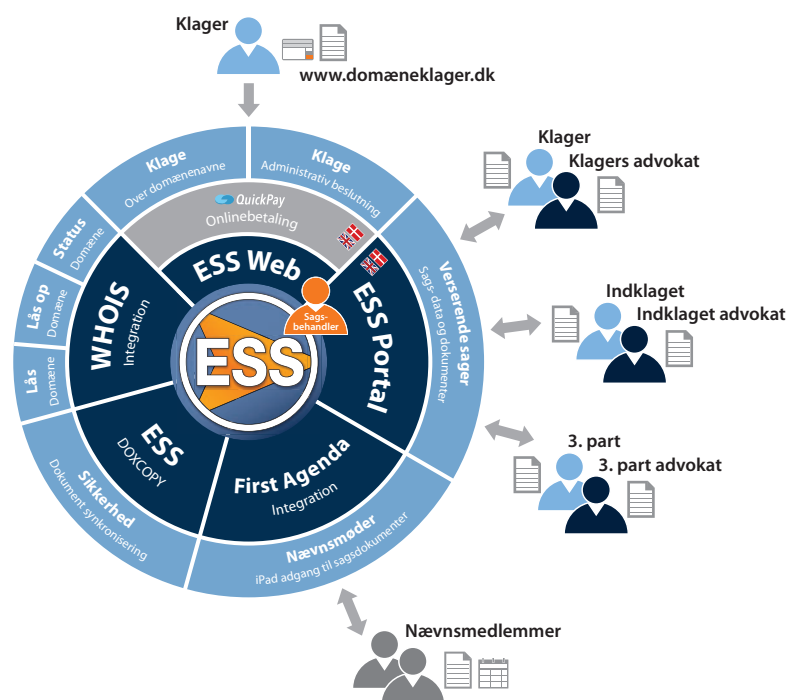 Klager
www.domæneklager.dk
Klage
Over domænenavne
Klage
Administrativ beslutning
QuickPay
Onlinebetaling
Status
Domæne
Lås op
Domæne
Lås
Domæne
WHOIS
Integration
ESS Web
ESS Portal
Sags-
behandler
ESS
Verserende sager
Sags- data og dokumenter
ESS
DOXCOPY
First Agenda
Integration
Sikkerhed
Dokument synkronisering
Nævnsmøder
iPad adgang til sagsdokumenter
Klager
Klagers advokat
Indklaget
Indklaget advokat
3. part
3. part advokat
Nævnsmedlemmer